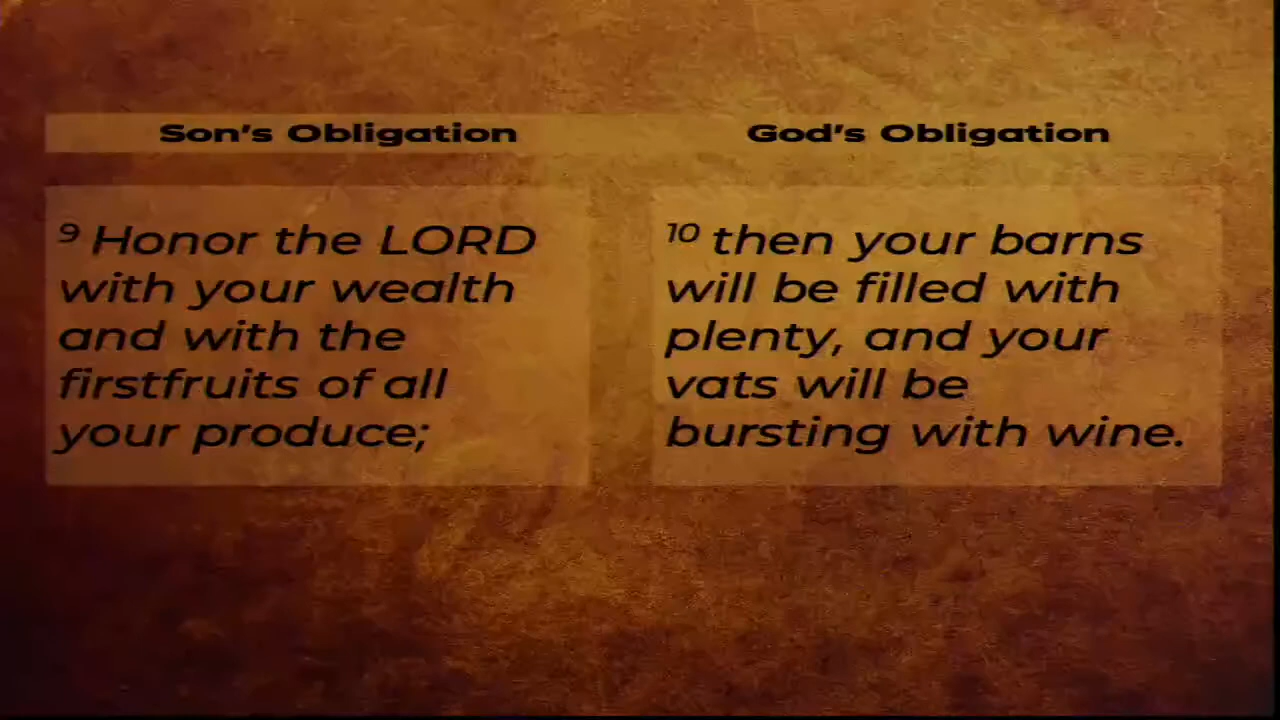 Son's Obligation
God's Obligation
⁹ Honor the LORD
with your wealth
and with the
firstfruits of all
your produce;
¹⁰ then your barns
will be filled with
plenty, and your
vats will be
bursting with wine.